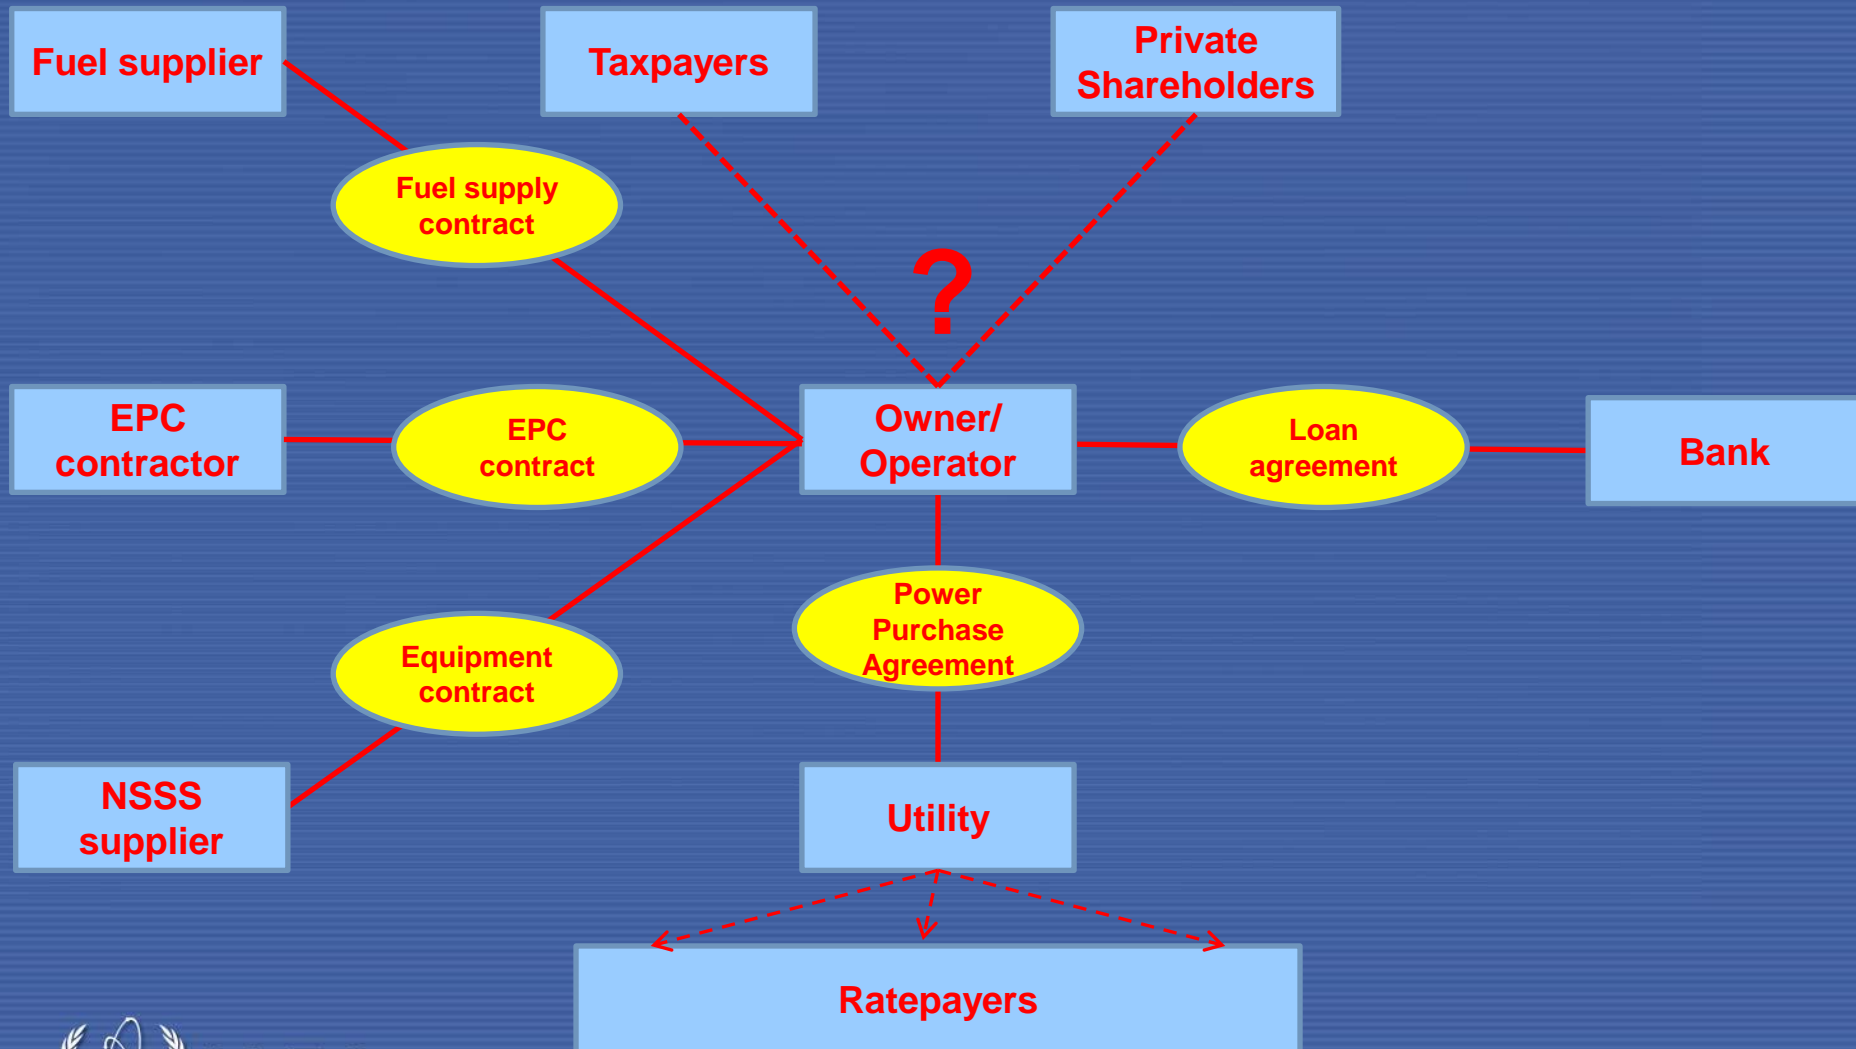 Fuel supplier
Taxpayers
Private
Shareholders
Fuel supply
contract
?
EPC
contractor
EPC
contract
Owner/
Operator
Loan
agreement
Bank
Power
Purchase
Agreement
Equipment
contract
NSSS
supplier
Utility
Ratepayers